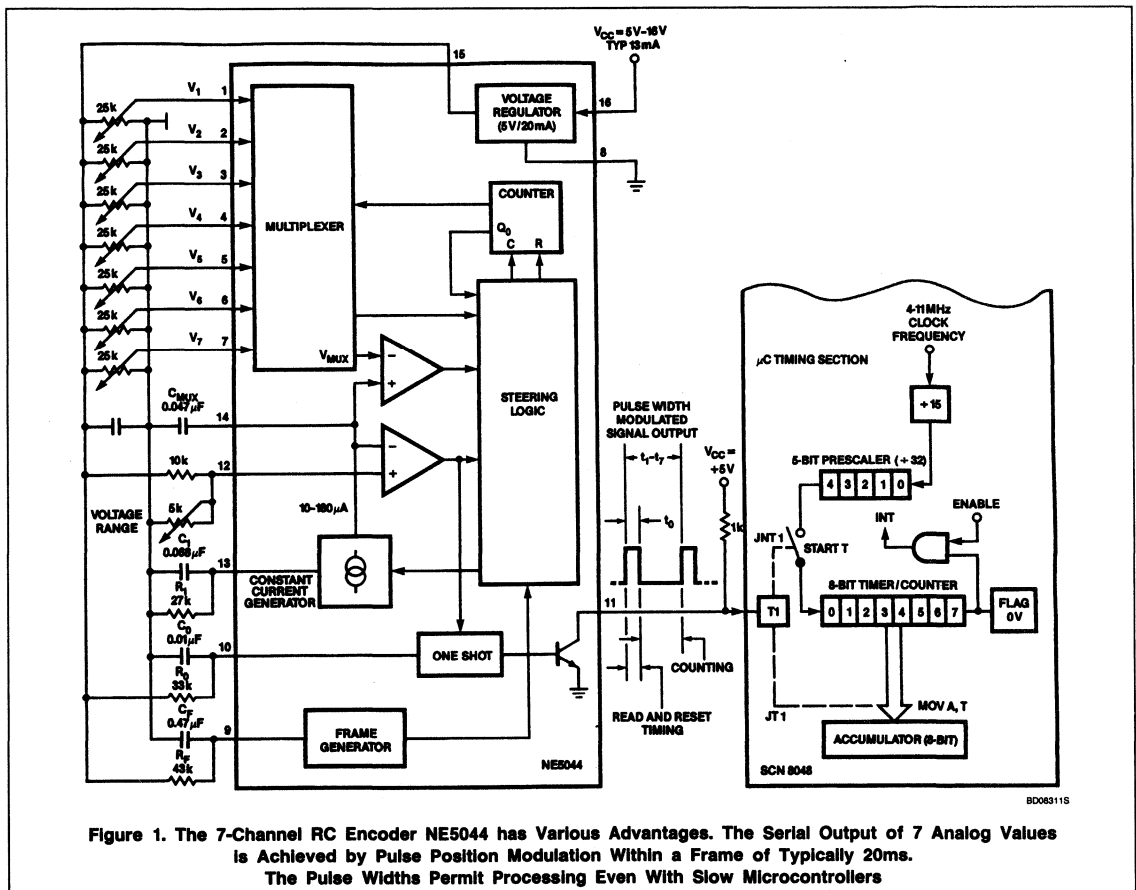 V1 1
25k
V2 2
25k
V3 3
25k
V4 4
25k
V5 5
25k
V6 6
25k
V7 7
25k
CMUX
0.047μF
14
10k
12
5k
VOLTAGE
RANGE
C1
0.068μF
13
R1
27k
C0
0.01μF
10
R0
33k
CF
0.47μF
9
RF
43k
15
MULTIPLEXER
VMUX
VOLTAGE
REGULATOR
(5V/20mA)
VCC = 5V–16V
TYP 13mA
16
8
COUNTER
Q0
C R
− 
+
−
+
STEERING
LOGIC
10–180μA
CONSTANT
CURRENT
GENERATOR
ONE SHOT
FRAME
GENERATOR
NE5044
11
PULSE WIDTH
MODULATED
SIGNAL OUTPUT
t1–t7
t0
VCC =
+5V
1k
COUNTING
READ AND RESET
TIMING
μC TIMING SECTION
4-11MHz
CLOCK
FREQUENCY
÷ 15
5-BIT PRESCALER (÷ 32)
4 3 2 1 0
ENABLE
INT
JNT 1
START T
8-BIT TIMER/COUNTER
T1
0 1 2 3 4 5 6 7
FLAG
0V
MOV A, T
JT 1
ACCUMULATOR (8-BIT)
SCN 8048
BD06311S
Figure 1. The 7-Channel RC Encoder NE5044 has Various Advantages. The Serial Output of 7 Analog Values
is Achieved by Pulse Position Modulation Within a Frame of Typically 20ms.
The Pulse Widths Permit Processing Even With Slow Microcontrollers